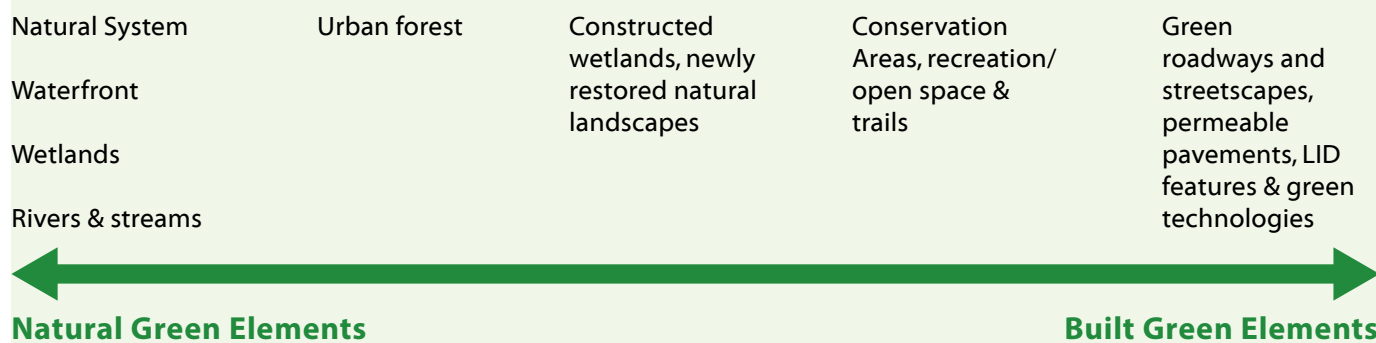 Natural System
Waterfront
Wetlands
Rivers & streams
Urban forest
Constructed
wetlands, newly
restored natural
landscapes
Conservation
Areas, recreation/
open space &
trails
Green
roadways and
streetscapes,
permeable
pavements, LID
features & green
technologies
Natural Green Elements
Built Green Elements